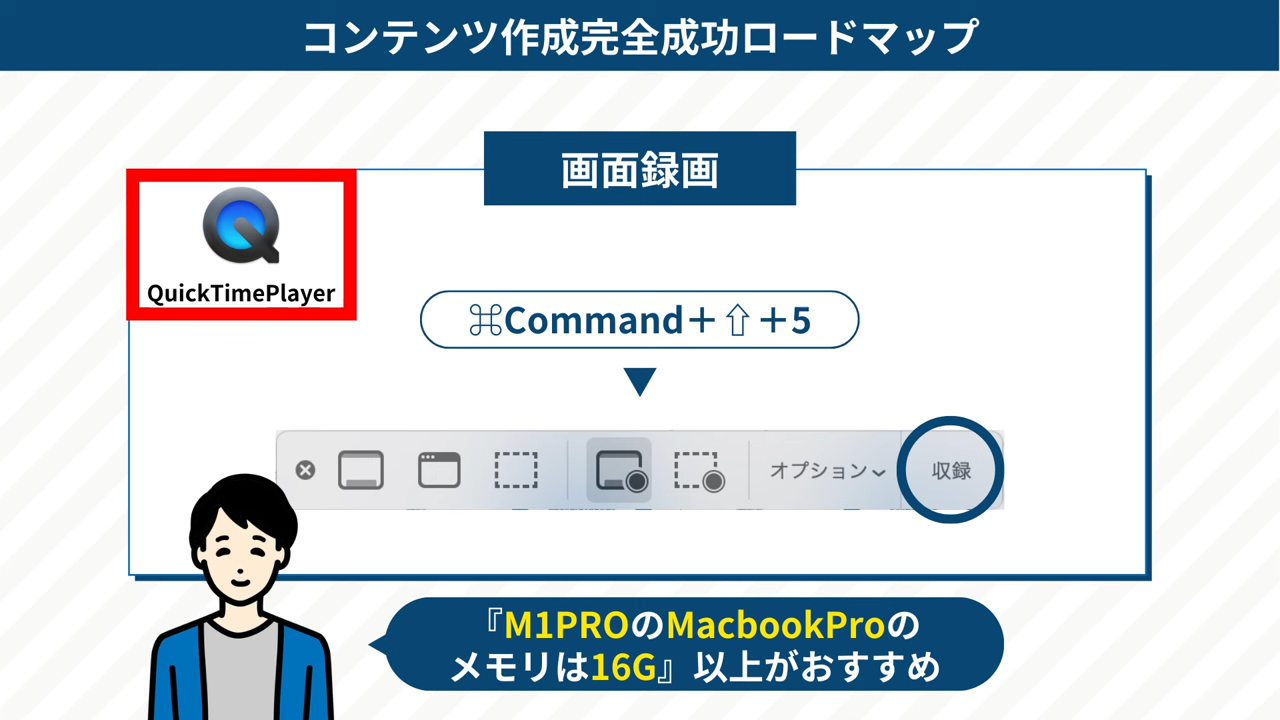 コンテンツ作成完全成功ロードマップ
画面録画
QuickTimePlayer
⌘Command＋⇧＋5
オプション
収録
『M1PROのMacbookProの
メモリは16G』以上がおすすめ